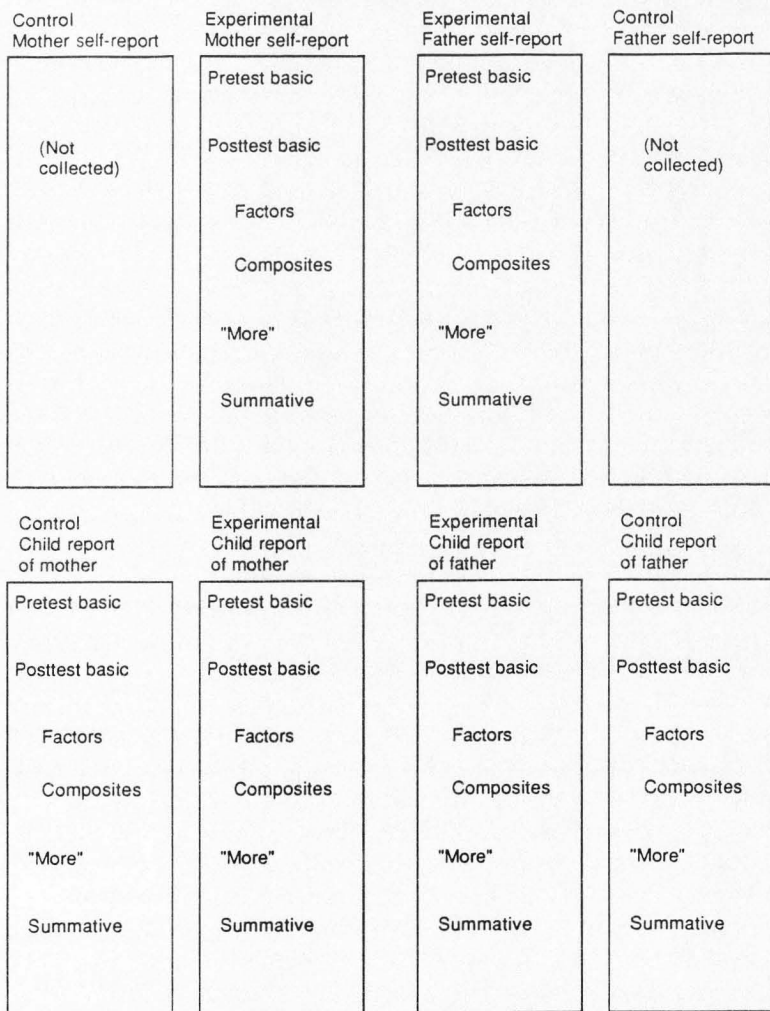 Control
Mother self-report
(Not
collected)
Experimental
Mother self-report
Pretest basic
Posttest basic
Factors
Composites
"More"
Summative
Experimental
Father self-report
Pretest basic
Posttest basic
Factors
Composites
"More"
Summative
Control
Father self-report
(Not
collected)
Control
Child report
of mother
Pretest basic
Posttest basic
Factors
Composites
"More"
Summative
Experimental
Child report
of mother
Pretest basic
Posttest basic
Factors
Composites
"More"
Summative
Experimental
Child report
of father
Pretest basic
Posttest basic
Factors
Composites
"More"
Summative
Control
Child report
of father
Pretest basic
Posttest basic
Factors
Composites
"More"
Summative